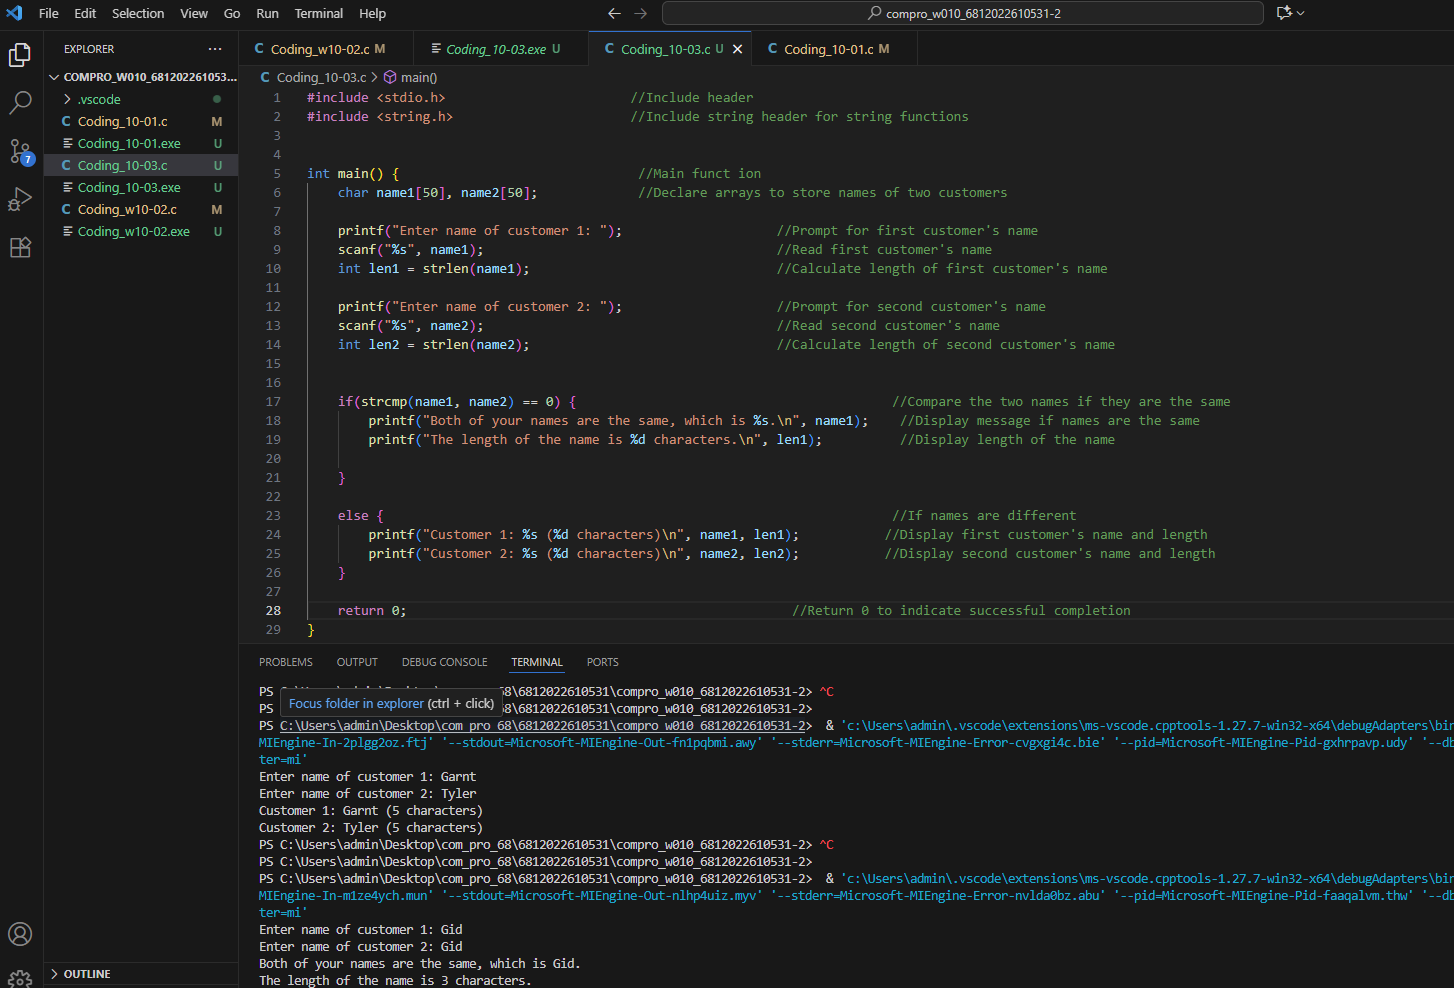 File Edit Selection View Go Run Terminal Help
compro_w010_6812022610531-2
EXPLORER
COMPRO_W010_681202261053...
.vscode
Coding_10-01.c M
Coding_10-01.exe U
Coding_10-03.c U
Coding_10-03.exe U
Coding_w10-02.c M
Coding_w10-02.exe U
7
OUTLINE
Coding_w10-02.c M
Coding_10-03.exe U
Coding_10-03.c U
Coding_10-01.c M
Coding_10-03.c > main()
1 #include <stdio.h> //Include header
2 #include <string.h> //Include string header for string functions
3
4
5 int main() { //Main funct ion
6 char name1[50], name2[50]; //Declare arrays to store names of two customers
7
8 printf("Enter name of customer 1: "); //Prompt for first customer's name
9 scanf("%s", name1); //Read first customer's name
10 int len1 = strlen(name1); //Calculate length of first customer's name
11
12 printf("Enter name of customer 2: "); //Prompt for second customer's name
13 scanf("%s", name2); //Read second customer's name
14 int len2 = strlen(name2); //Calculate length of second customer's name
15
16
17 if(strcmp(name1, name2) == 0) { //Compare the two names if they are the same
18 printf("Both of your names are the same, which is %s.\n", name1); //Display message if names are the same
19 printf("The length of the name is %d characters.\n", len1); //Display length of the name
20
21 }
22
23 else { //If names are different
24 printf("Customer 1: %s (%d characters)\n", name1, len1); //Display first customer's name and length
25 printf("Customer 2: %s (%d characters)\n", name2, len2); //Display second customer's name and length
26 }
27
28 return 0; //Return 0 to indicate successful completion
29 }
PROBLEMS OUTPUT DEBUG CONSOLE TERMINAL PORTS
PS 68\6812022610531\compro_w010_6812022610531-2> ^C
PS 68\6812022610531\compro_w010_6812022610531-2>
Focus folder in explorer (ctrl + click)
PS C:\Users\admin\Desktop\com_pro_68\6812022610531\compro_w010_6812022610531-2> & 'c:\Users\admin\.vscode\extensions\ms-vscode.cpptools-1.27.7-win32-x64\debugAdapters\bin
MIEngine-In-2plgg2oz.ftj' '--stdout=Microsoft-MIEngine-Out-fn1pqbmi.awy' '--stderr=Microsoft-MIEngine-Error-cvgxgi4c.bie' '--pid=Microsoft-MIEngine-Pid-gxhrpavp.udy' '--db
ter=mi'
Enter name of customer 1: Garnt
Enter name of customer 2: Tyler
Customer 1: Garnt (5 characters)
Customer 2: Tyler (5 characters)
PS C:\Users\admin\Desktop\com_pro_68\6812022610531\compro_w010_6812022610531-2> ^C
PS C:\Users\admin\Desktop\com_pro_68\6812022610531\compro_w010_6812022610531-2>
PS C:\Users\admin\Desktop\com_pro_68\6812022610531\compro_w010_6812022610531-2> & 'c:\Users\admin\.vscode\extensions\ms-vscode.cpptools-1.27.7-win32-x64\debugAdapters\bin
MIEngine-In-m1ze4ych.mun' '--stdout=Microsoft-MIEngine-Out-nlhp4uiz.myv' '--stderr=Microsoft-MIEngine-Error-nvlda0bz.abu' '--pid=Microsoft-MIEngine-Pid-faaqalvm.thw' '--db
ter=mi'
Enter name of customer 1: Gid
Enter name of customer 2: Gid
Both of your names are the same, which is Gid.
The length of the name is 3 characters.